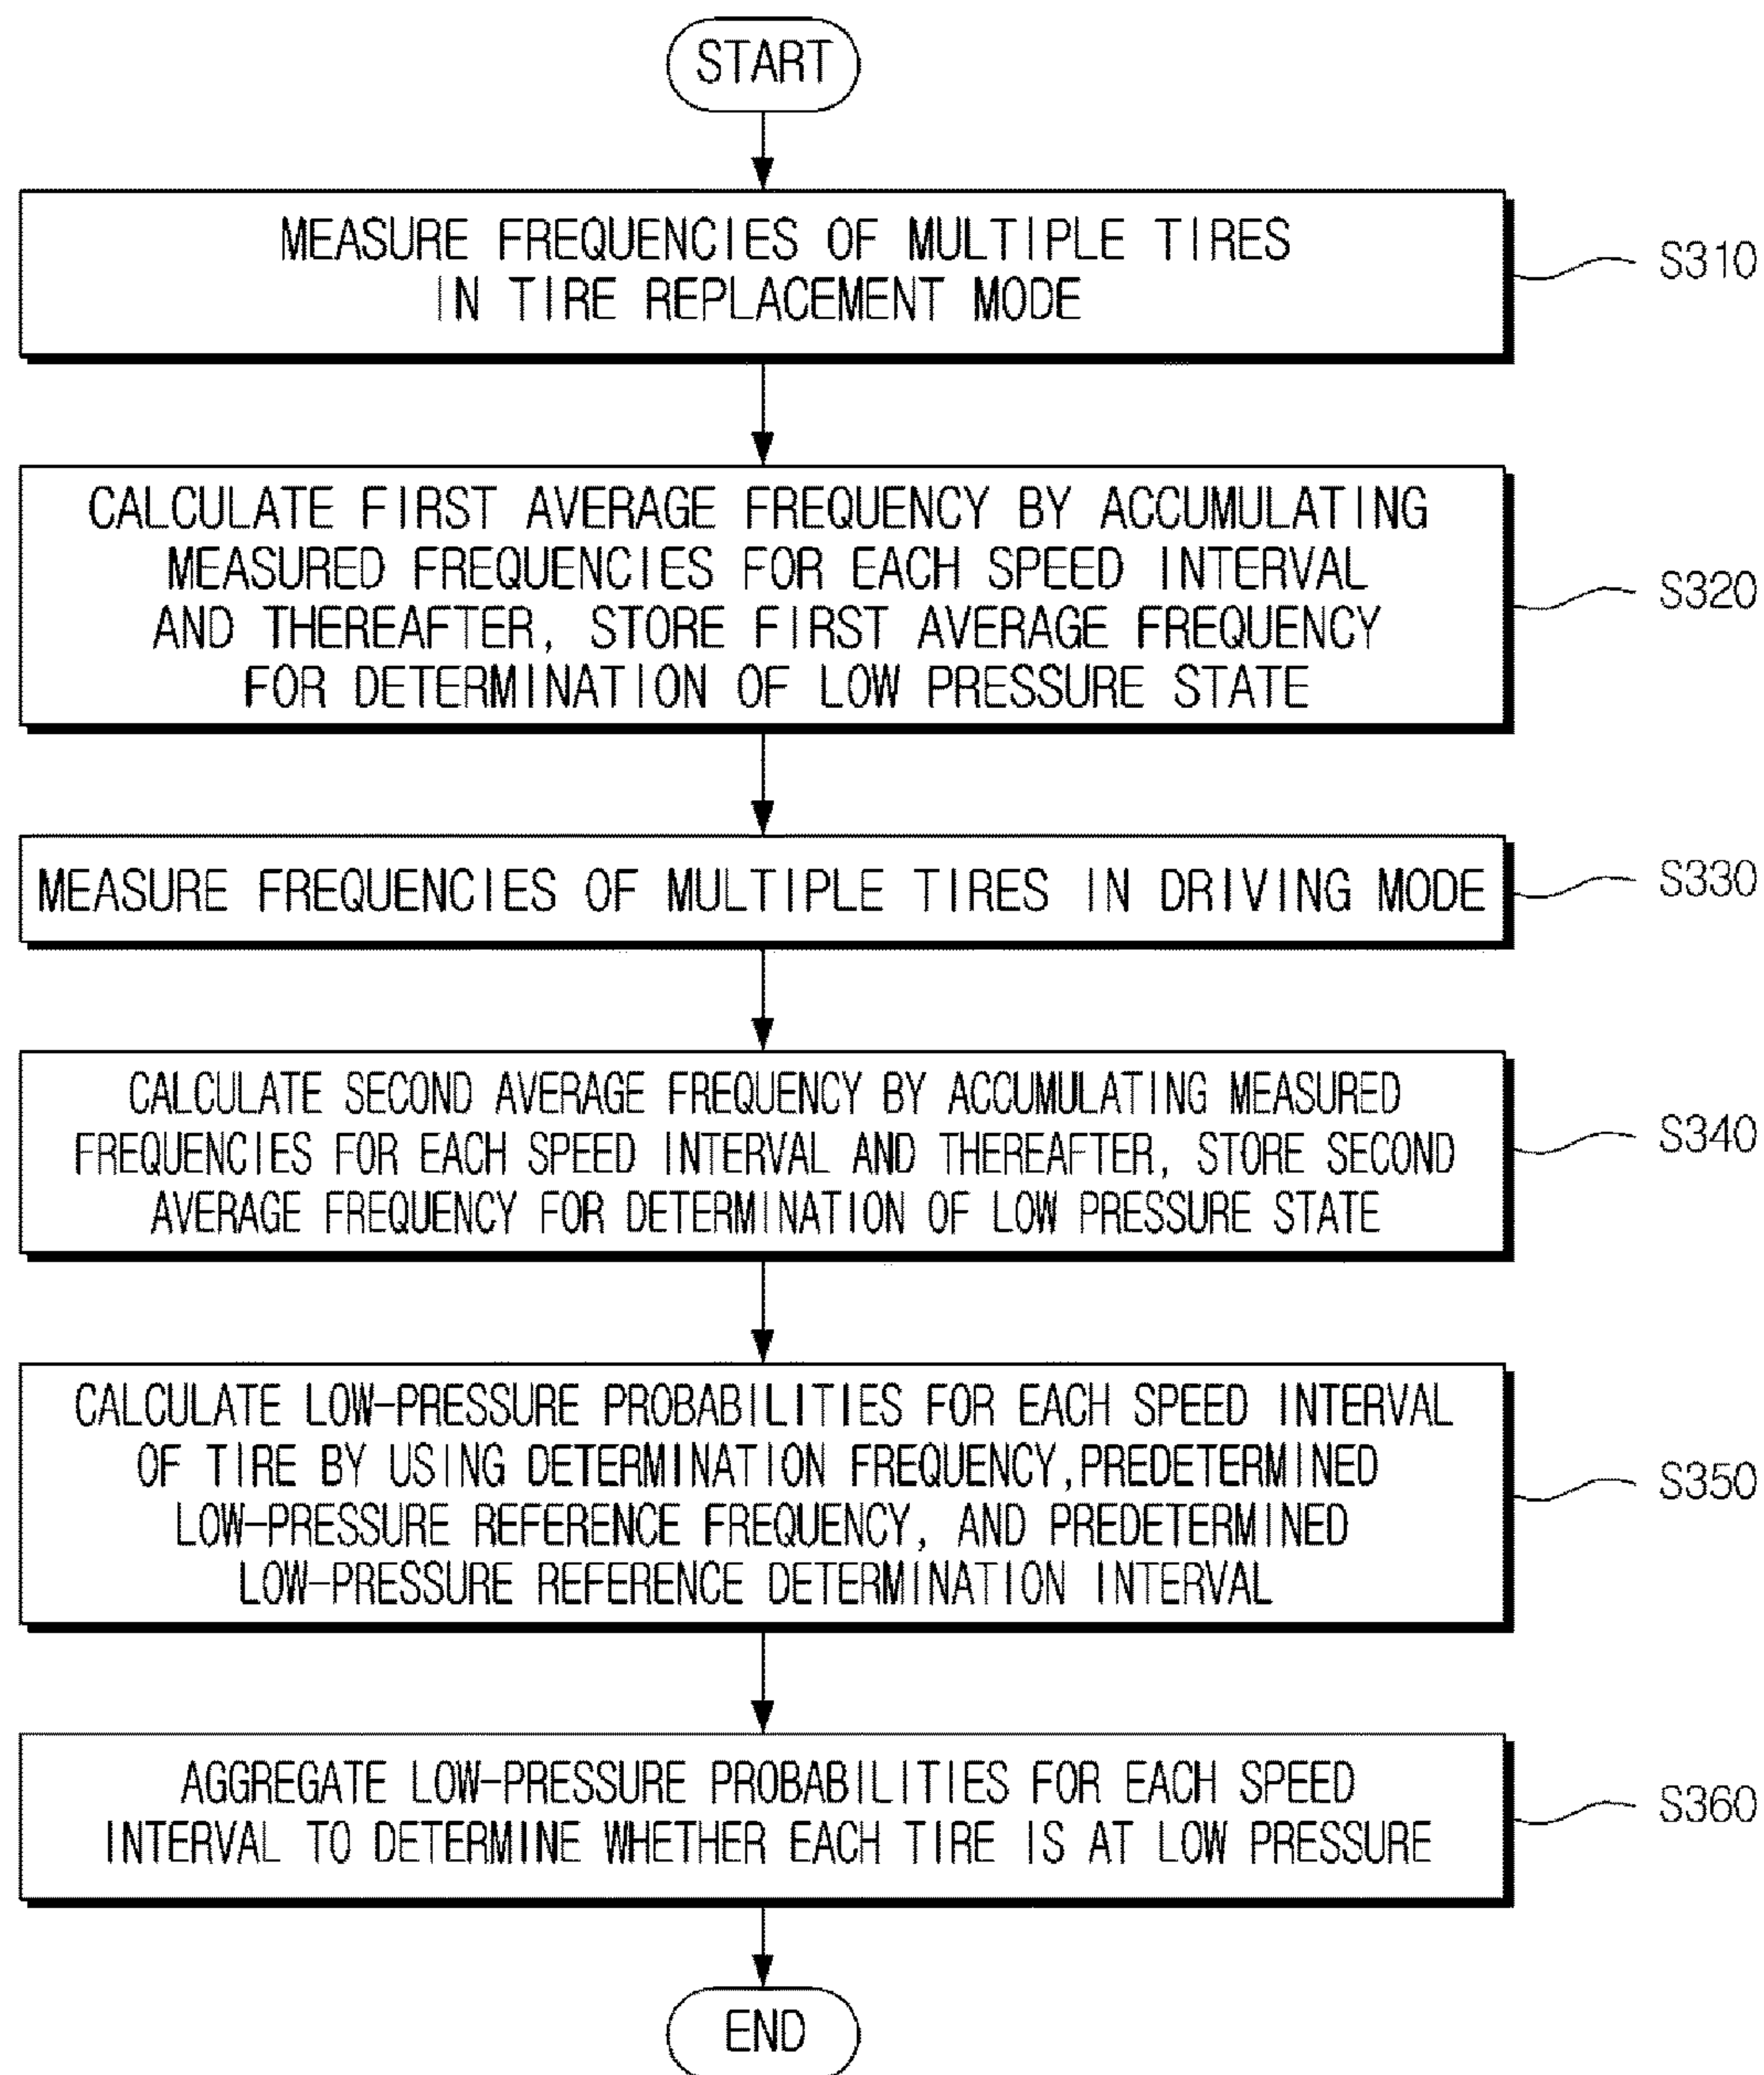 START
MEASURE FREQUENCIES OF MULTIPLE TIRES
IN TIRE REPLACEMENT MODE
S310
CALCULATE FIRST AVERAGE FREQUENCY BY ACCUMULATING
MEASURED FREQUENCIES FOR EACH SPEED INTERVAL
AND THEREAFTER, STORE FIRST AVERAGE FREQUENCY
FOR DETERMINATION OF LOW PRESSURE STATE
S320
MEASURE FREQUENCIES OF MULTIPLE TIRES IN DRIVING MODE
S330
CALCULATE SECOND AVERAGE FREQUENCY BY ACCUMULATING MEASURED
FREQUENCIES FOR EACH SPEED INTERVAL AND THEREAFTER, STORE SECOND
AVERAGE FREQUENCY FOR DETERMINATION OF LOW PRESSURE STATE
S340
CALCULATE LOW-PRESSURE PROBABILITIES FOR EACH SPEED INTERVAL
OF TIRE BY USING DETERMINATION FREQUENCY,PREDETERMINED
LOW-PRESSURE REFERENCE FREQUENCY, AND PREDETERMINED
LOW-PRESSURE REFERENCE DETERMINATION INTERVAL
S350
AGGREGATE LOW-PRESSURE PROBABILITIES FOR EACH SPEED
INTERVAL TO DETERMINE WHETHER EACH TIRE IS AT LOW PRESSURE
S360
END